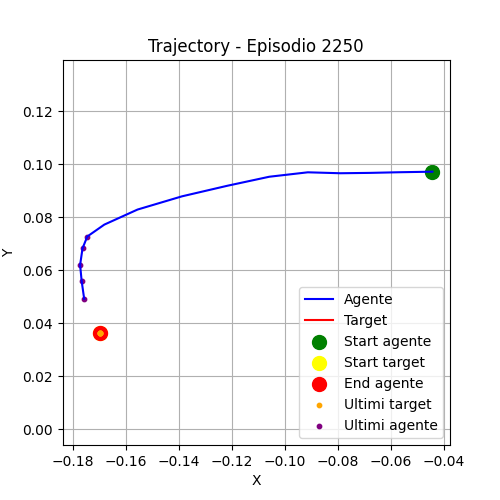 Trajectory - Episodio 2250
0.12
0.10
0.08
0.06
0.04
0.02
0.00
Y
Agente
Target
Start agente
Start target
End agente
Ultimi target
Ultimi agente
−0.18 −0.16 −0.14 −0.12 −0.10 −0.08 −0.06 −0.04
X